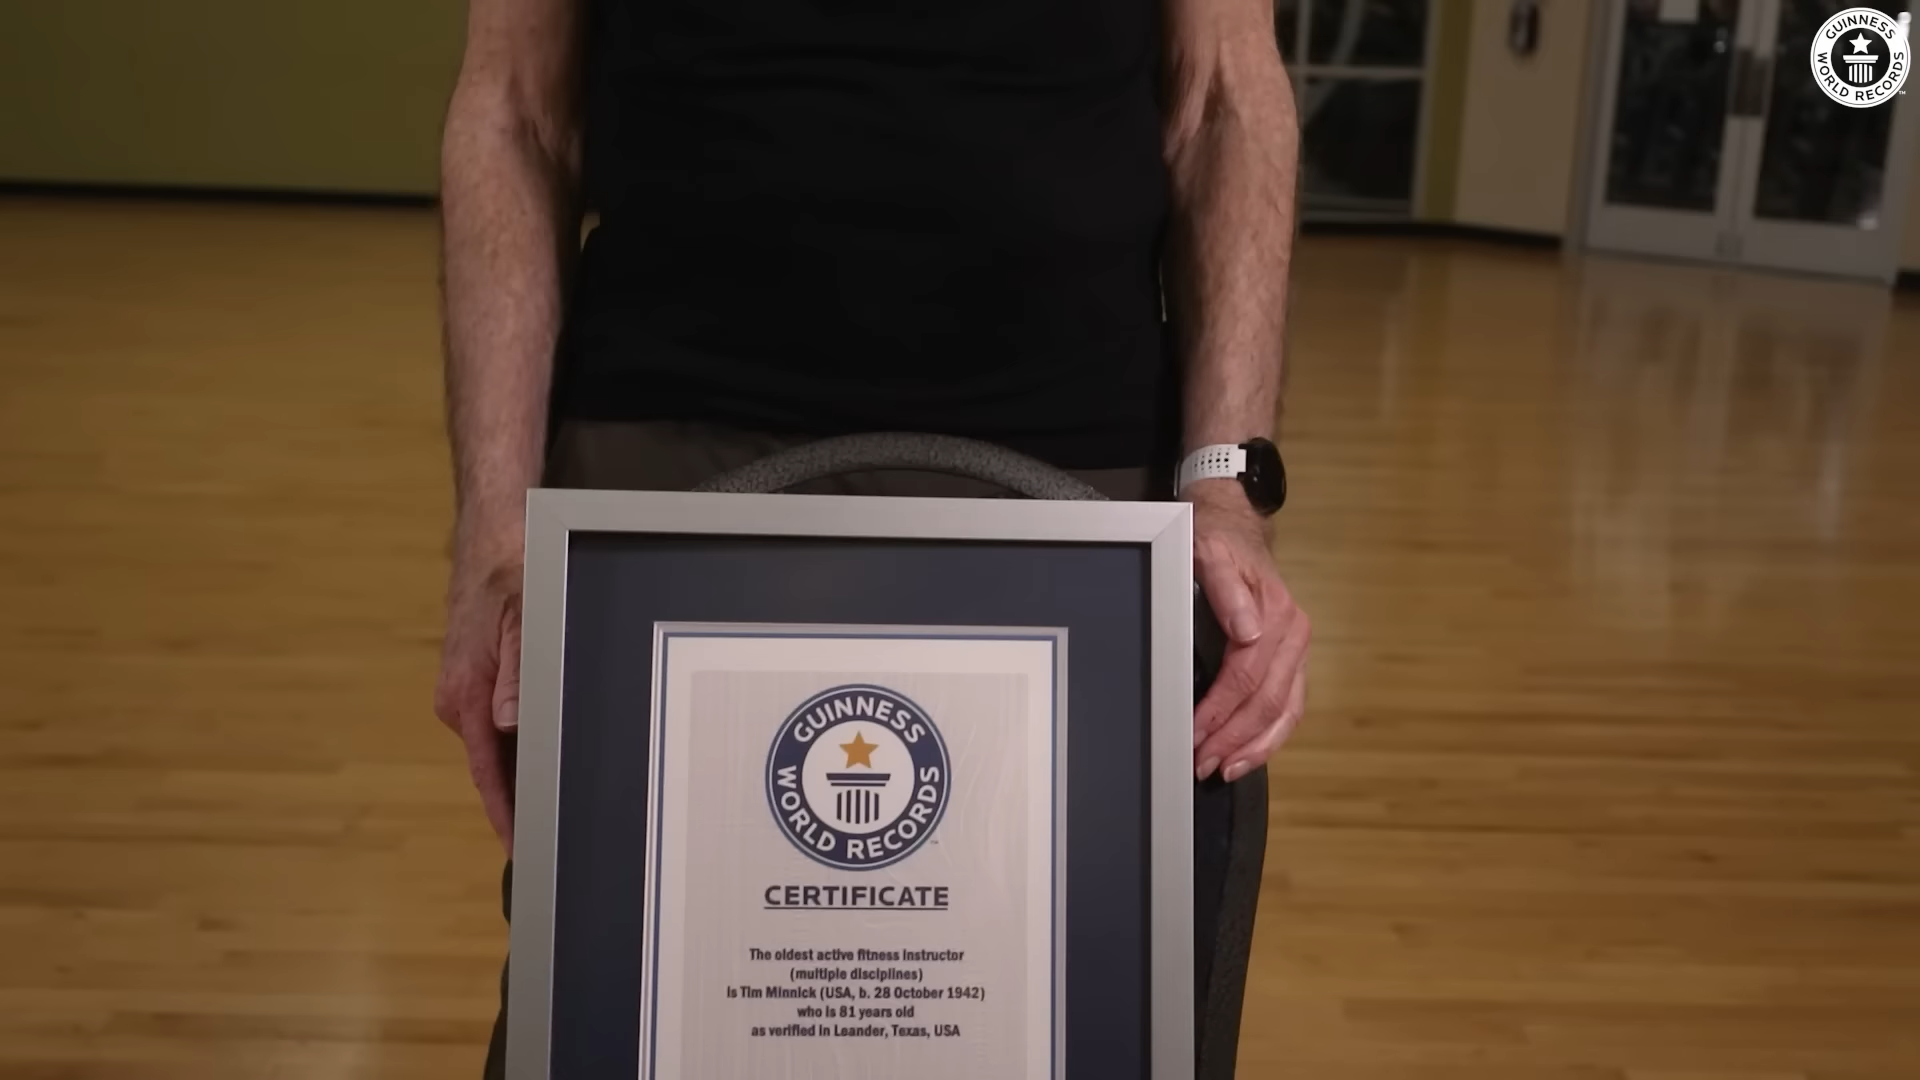 GUINNESS
WORLD RECORDS
GUINNESS
WORLD RECORDS
CERTIFICATE
The oldest active fitness instructor
(multiple disciplines)
is Tim Minnick (USA, b. 28 October 1942)
who is 81 years old
as verified in Leander, Texas, USA